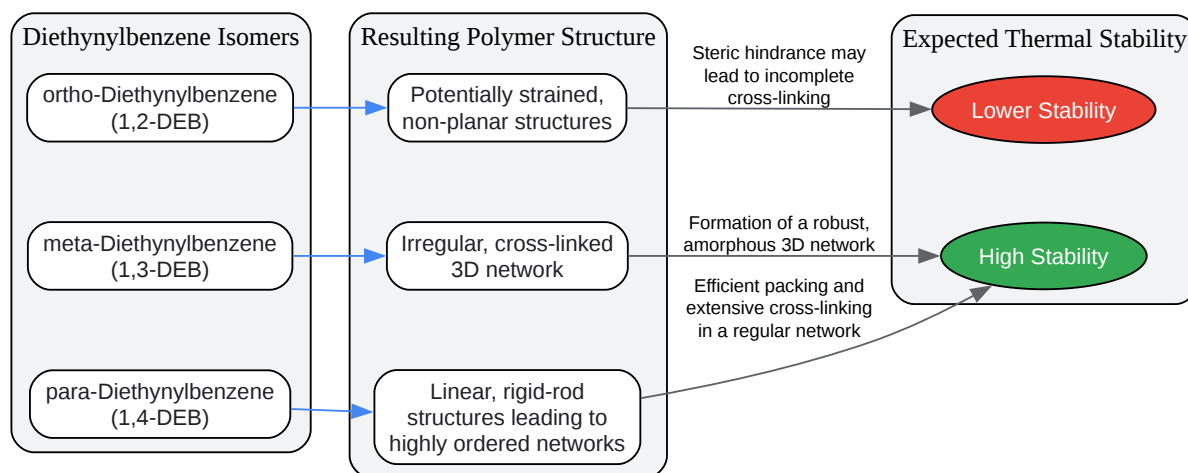 Diethynylbenzene Isomers
ortho-Diethynylbenzene
(1,2-DEB)
meta-Diethynylbenzene
(1,3-DEB)
para-Diethynylbenzene
(1,4-DEB)
Resulting Polymer Structure
Potentially strained,
non-planar structures
Irregular, cross-linked
3D network
Linear, rigid-rod
structures leading to
highly ordered networks
Steric hindrance may
lead to incomplete
cross-linking
Formation of a robust,
amorphous 3D network
Efficient packing and
extensive cross-linking
in a regular network
Expected Thermal Stability
Lower Stability
High Stability